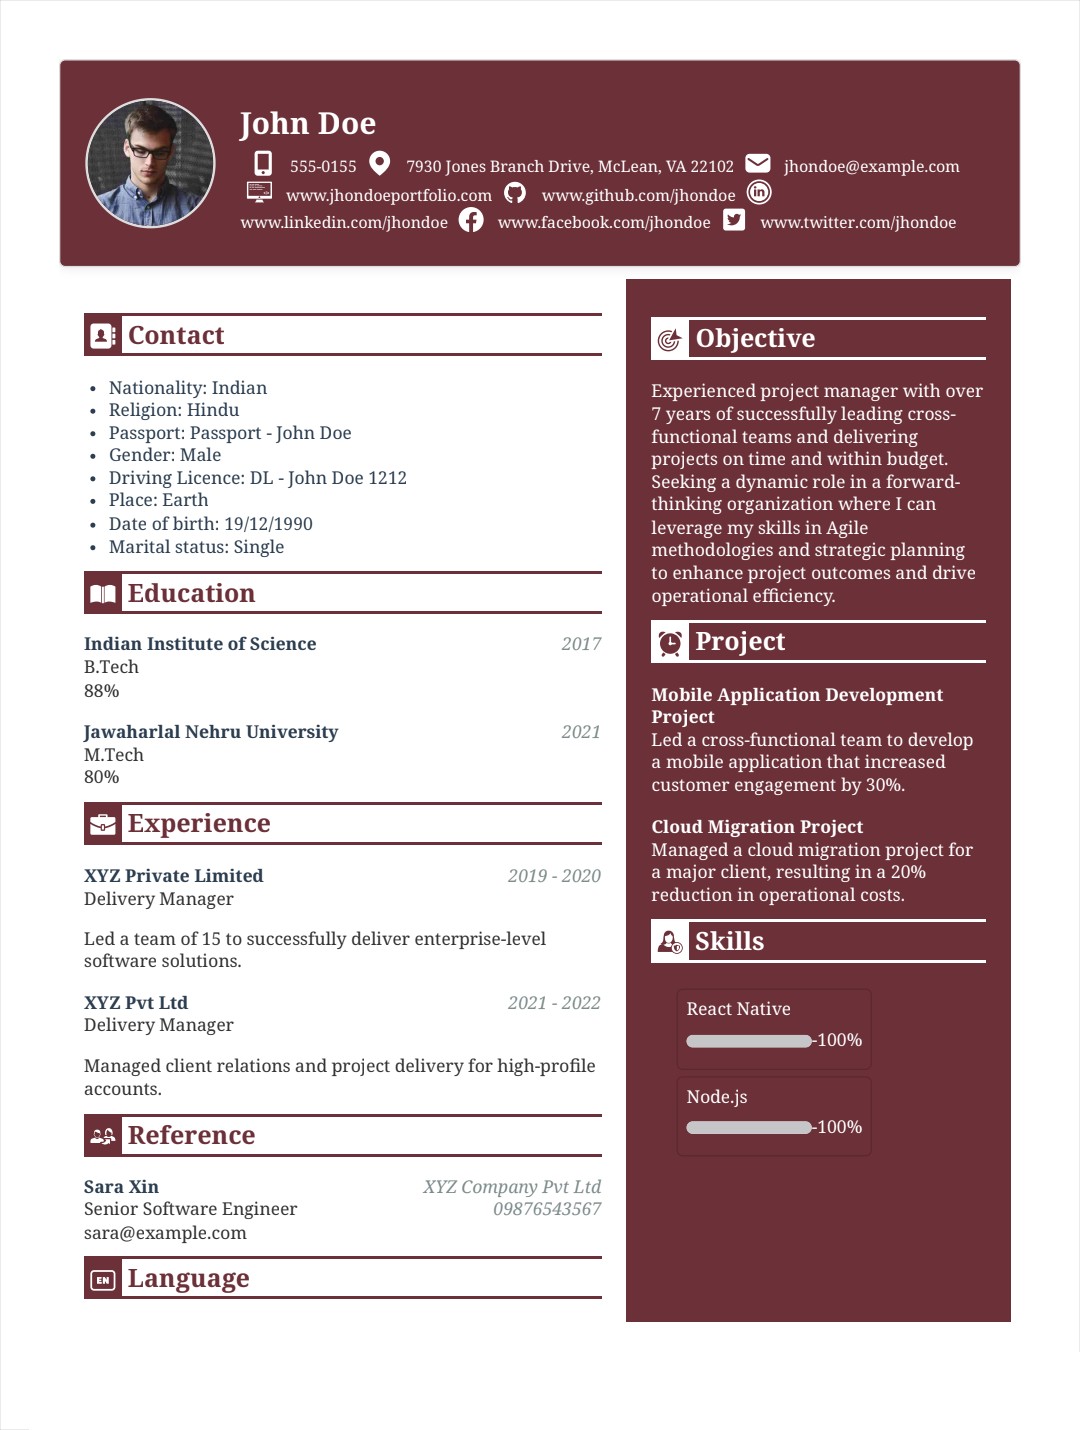 John Doe
555-0155 7930 Jones Branch Drive, McLean, VA 22102 jhondoe@example.com
www.jhondoeportfolio.com www.github.com/jhondoe
www.linkedin.com/jhondoe www.facebook.com/jhondoe www.twitter.com/jhondoe
Contact
• Nationality: Indian
• Religion: Hindu
• Passport: Passport - John Doe
• Gender: Male
• Driving Licence: DL - John Doe 1212
• Place: Earth
• Date of birth: 19/12/1990
• Marital status: Single
Education
Indian Institute of Science 2017
B.Tech
88%
Jawaharlal Nehru University 2021
M.Tech
80%
Experience
XYZ Private Limited 2019 - 2020
Delivery Manager
Led a team of 15 to successfully deliver enterprise-level
software solutions.
XYZ Pvt Ltd 2021 - 2022
Delivery Manager
Managed client relations and project delivery for high-profile
accounts.
Reference
Sara Xin XYZ Company Pvt Ltd
Senior Software Engineer 09876543567
sara@example.com
EN Language
Objective
Experienced project manager with over
7 years of successfully leading cross-
functional teams and delivering
projects on time and within budget.
Seeking a dynamic role in a forward-
thinking organization where I can
leverage my skills in Agile
methodologies and strategic planning
to enhance project outcomes and drive
operational efficiency.
Project
Mobile Application Development
Project
Led a cross-functional team to develop
a mobile application that increased
customer engagement by 30%.
Cloud Migration Project
Managed a cloud migration project for
a major client, resulting in a 20%
reduction in operational costs.
Skills
React Native
-100%
Node.js
-100%